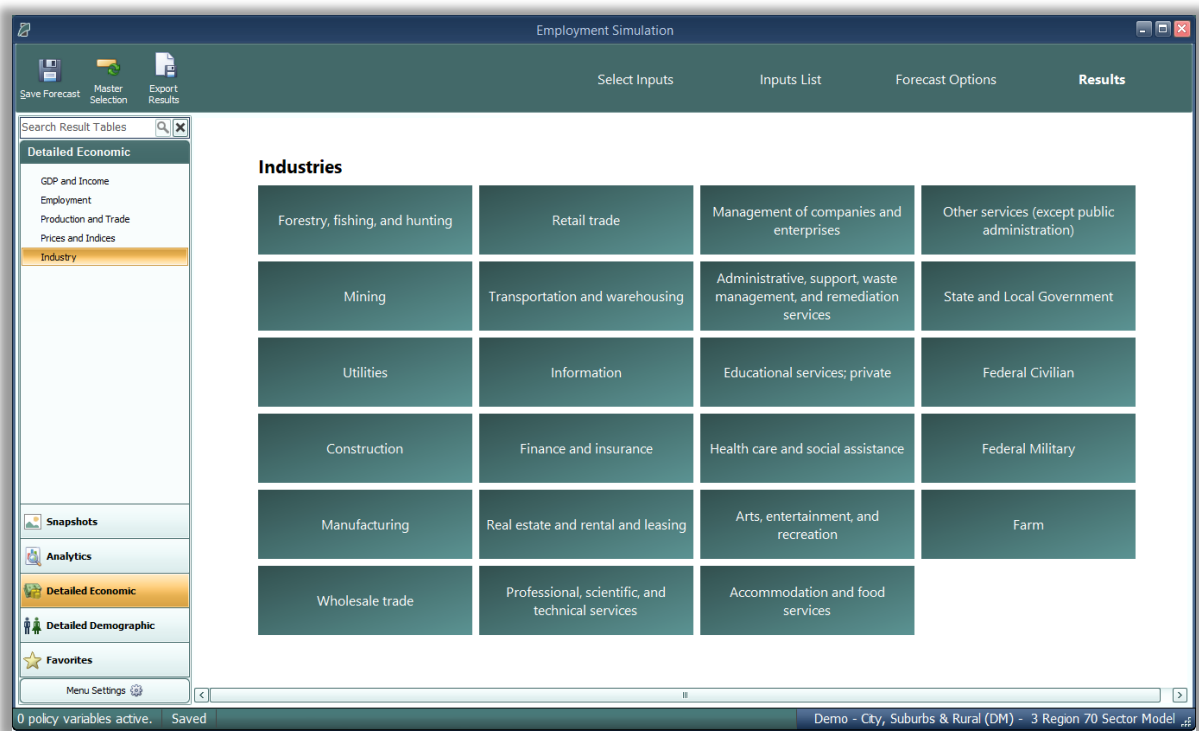 Employment Simulation
Save Forecast
Master
Selection
Export
Results
Select Inputs
Inputs List
Forecast Options
Results
Search Result Tables
Detailed Economic
GDP and Income
Employment
Production and Trade
Prices and Indices
Industry
Snapshots
Analytics
Detailed Economic
Detailed Demographic
Favorites
Menu Settings
Industries
Forestry, fishing, and hunting
Retail trade
Management of companies and
enterprises
Other services (except public
administration)
Mining
Transportation and warehousing
Administrative, support, waste
management, and remediation
services
State and Local Government
Utilities
Information
Educational services; private
Federal Civilian
Construction
Finance and insurance
Health care and social assistance
Federal Military
Manufacturing
Real estate and rental and leasing
Arts, entertainment, and
recreation
Farm
Wholesale trade
Professional, scientific, and
technical services
Accommodation and food
services
0 policy variables active.
Saved
Demo - City, Suburbs & Rural (DM) - 3 Region 70 Sector Model